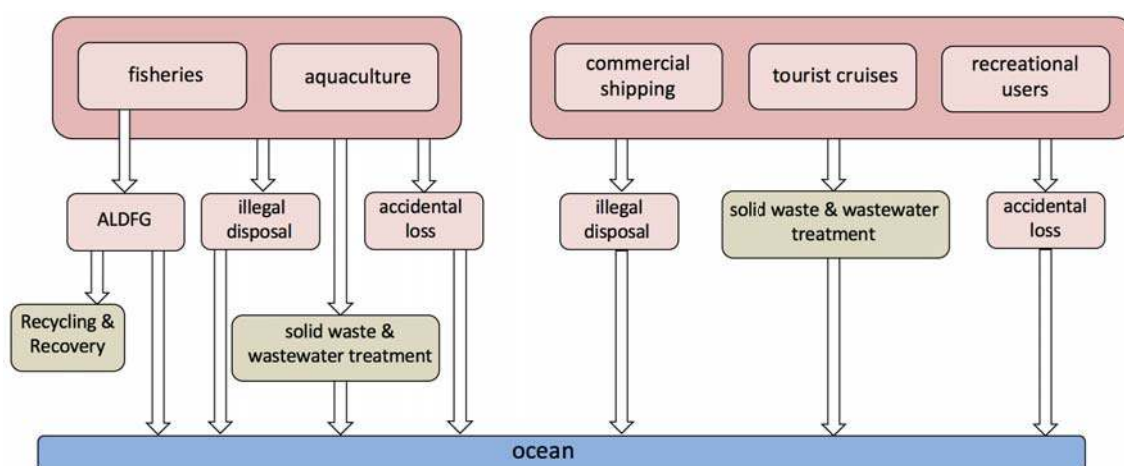 fisheries
aquaculture
commercial
shipping
tourist cruises
recreational
users
ALDFG
illegal
disposal
accidental
loss
illegal
disposal
solid waste & wastewater
treatment
accidental
loss
Recycling &
Recovery
solid waste &
wastewater treatment
ocean